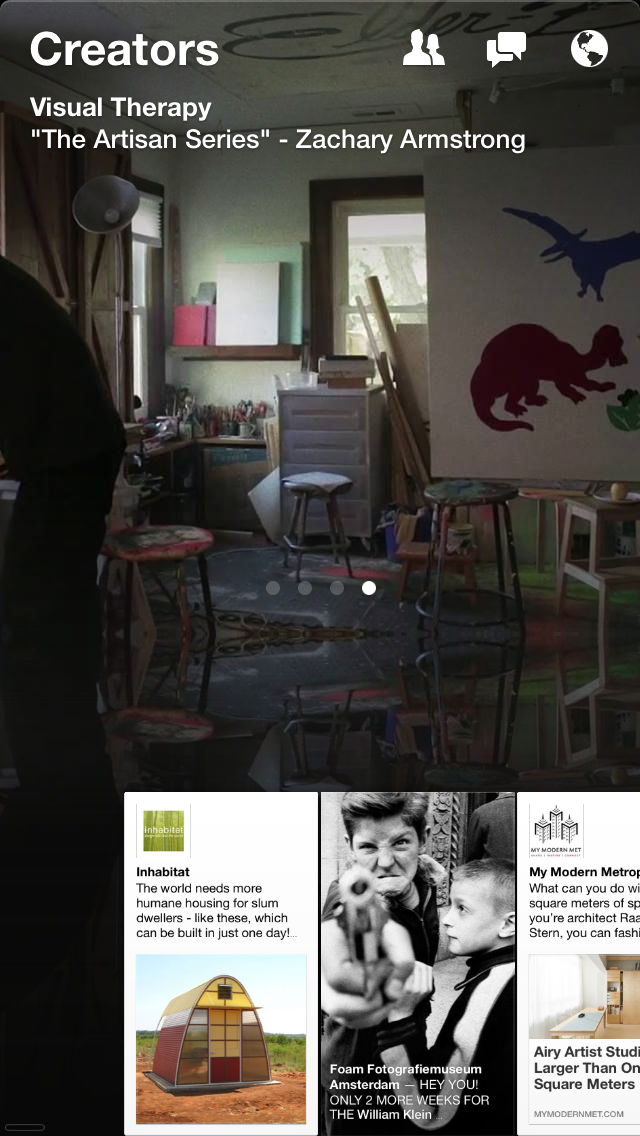 Creators
Visual Therapy
"The Artisan Series" - Zachary Armstrong
inhabitat
Inhabitat
The world needs more
humane housing for slum
dwellers - like these, which
can be built in just one day!...
Foam Fotografiemuseum
Amsterdam — HEY YOU!
ONLY 2 MORE WEEKS FOR
THE William Klein ...
MY MODERN MET
My Modern Metrop
What can you do wi
square meters of sp
you're architect Raa
Stern, you can fashi
Airy Artist Studi
Larger Than On
Square Meters
MYMODERNMET.COM